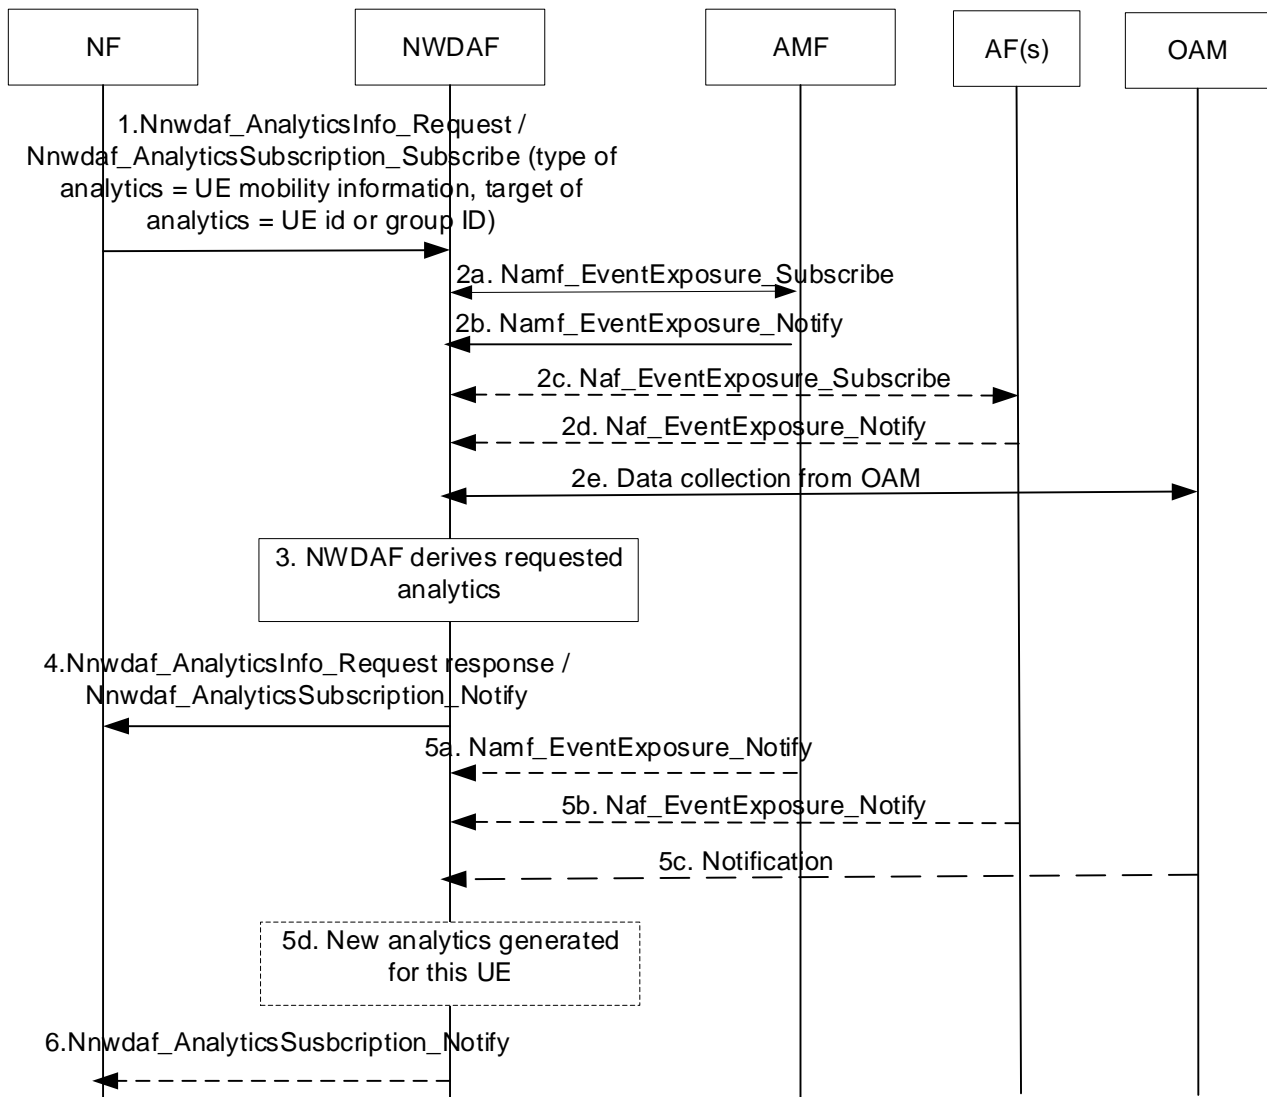 NF
NWDAF
AMF
AF(s)
OAM
1.Nnwdaf_AnalyticsInfo_Request /
Nnwdaf_AnalyticsSubscription_Subscribe (type of
analytics = UE mobility information, target of
analytics = UE id or group ID)
2a. Namf_EventExposure_Subscribe
2b. Namf_EventExposure_Notify
2c. Naf_EventExposure_Subscribe
2d. Naf_EventExposure_Notify
2e. Data collection from OAM
3. NWDAF derives requested
analytics
4.Nnwdaf_AnalyticsInfo_Request response /
Nnwdaf_AnalyticsSubscription_Notify
5a. Namf_EventExposure_Notify
5b. Naf_EventExposure_Notify
5c. Notification
5d. New analytics generated
for this UE
6.Nnwdaf_AnalyticsSusbcription_Notify